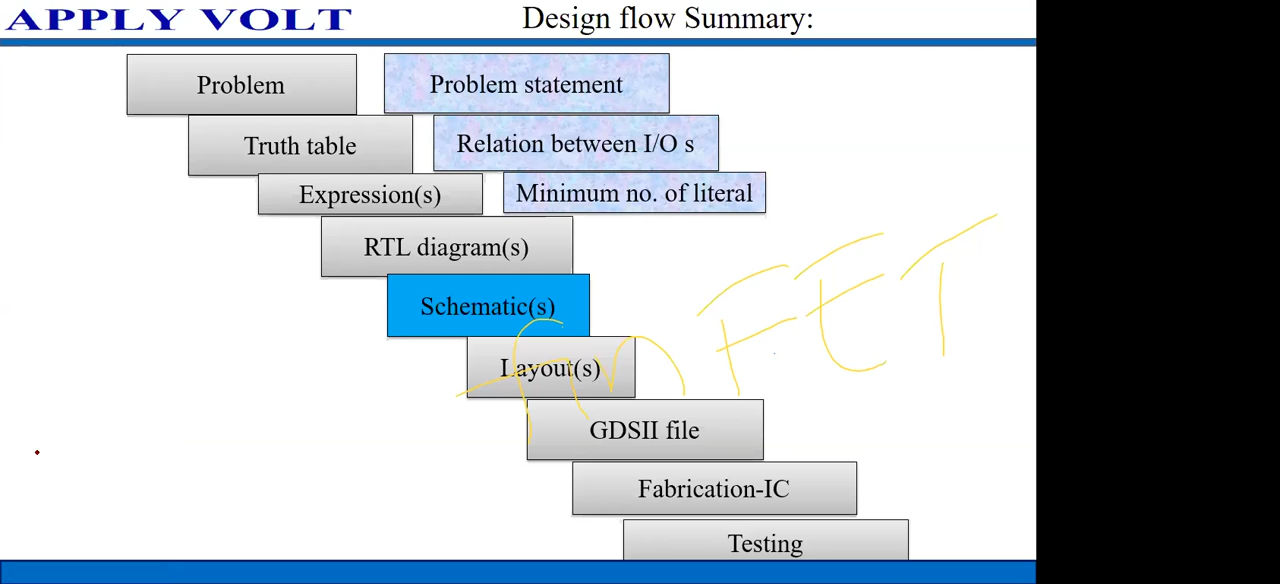 APPLY VOLT
Design flow Summary:
Problem
Problem statement
Truth table
Relation between I/O s
Expression(s)
Minimum no. of literal
RTL diagram(s)
Schematic(s)
Layout(s)
GDSII file
Fabrication-IC
Testing
FET